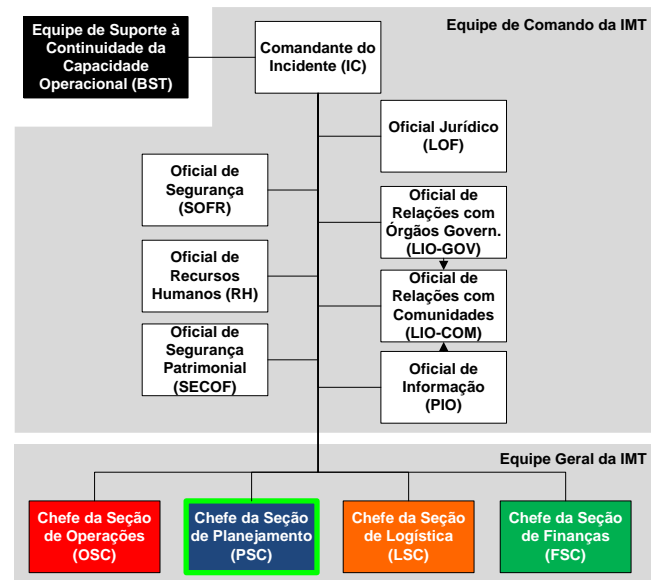 Equipe de Suporte à
Continuidade da
Capacidade
Operacional (BST)
Comandante do
Incidente (IC)
Equipe de Comando da IMT
Oficial Jurídico
(LOF)
Oficial de
Segurança
(SOFR)
Oficial de
Relações com
Órgãos Govern.
(LIO-GOV)
Oficial de
Recursos
Humanos (RH)
Oficial de
Relações com
Comunidades
(LIO-COM)
Oficial de
Segurança
Patrimonial
(SECOF)
Oficial de
Informação
(PIO)
Equipe Geral da IMT
Chefe da Seção
de Operações
(OSC)
Chefe da Seção
de Planejamento
(PSC)
Chefe da Seção
de Logística
(LSC)
Chefe da Seção
de Finanças
(FSC)